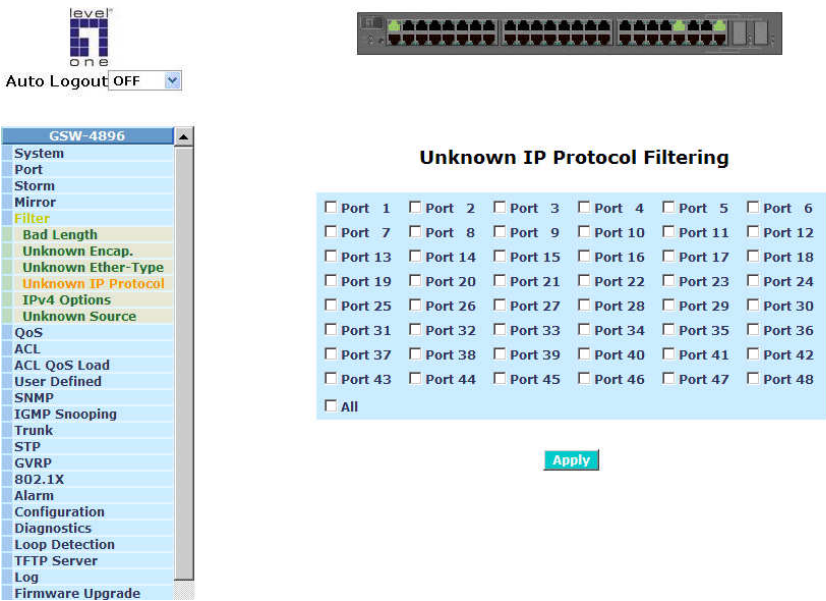 level
one
Auto Logout OFF
GSW-4896
System
Port
Storm
Mirror
Filter
Bad Length
Unknown Encap.
Unknown Ether-Type
Unknown IP Protocol
IPv4 Options
Unknown Source
QoS
ACL
ACL QoS Load
User Defined
SNMP
IGMP Snooping
Trunk
STP
GVRP
802.1X
Alarm
Configuration
Diagnostics
Loop Detection
TFTP Server
Log
Firmware Upgrade
Unknown IP Protocol Filtering
Port 1 Port 2 Port 3 Port 4 Port 5 Port 6
Port 7 Port 8 Port 9 Port 10 Port 11 Port 12
Port 13 Port 14 Port 15 Port 16 Port 17 Port 18
Port 19 Port 20 Port 21 Port 22 Port 23 Port 24
Port 25 Port 26 Port 27 Port 28 Port 29 Port 30
Port 31 Port 32 Port 33 Port 34 Port 35 Port 36
Port 37 Port 38 Port 39 Port 40 Port 41 Port 42
Port 43 Port 44 Port 45 Port 46 Port 47 Port 48
All
Apply